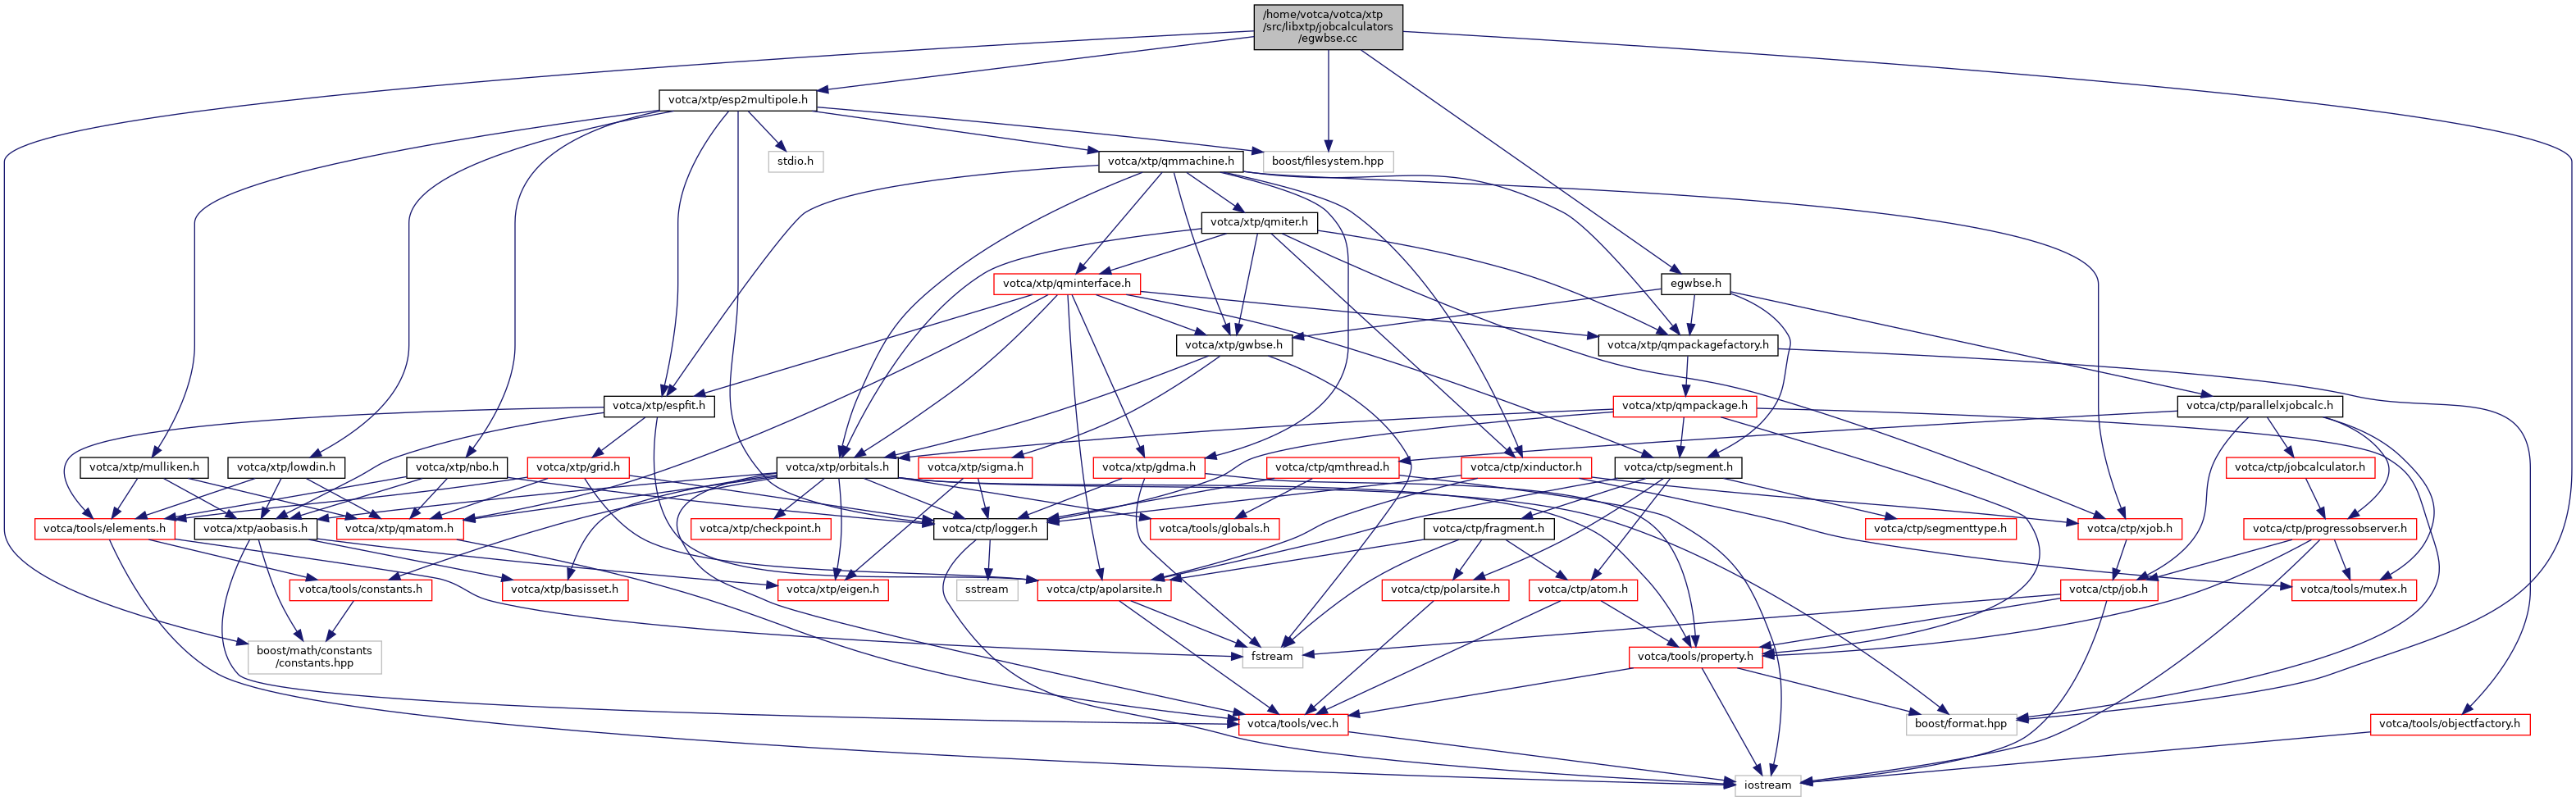 /home/votca/votca/xtp
/src/libxtp/jobcalculators
/egwbse.cc
votca/xtp/esp2multipole.h
stdio.h
votca/xtp/qmmachine.h
boost/filesystem.hpp
votca/xtp/qmiter.h
votca/xtp/qminterface.h
egwbse.h
votca/xtp/gwbse.h
votca/xtp/qmpackagefactory.h
votca/xtp/espfit.h
votca/xtp/qmpackage.h
votca/ctp/parallelxjobcalc.h
votca/xtp/mulliken.h
votca/xtp/lowdin.h
votca/xtp/nbo.h
votca/xtp/grid.h
votca/xtp/orbitals.h
votca/xtp/sigma.h
votca/xtp/gdma.h
votca/ctp/qmthread.h
votca/ctp/xinductor.h
votca/ctp/segment.h
votca/ctp/jobcalculator.h
votca/tools/elements.h
votca/xtp/aobasis.h
votca/xtp/qmatom.h
votca/xtp/checkpoint.h
votca/ctp/logger.h
votca/tools/globals.h
votca/ctp/fragment.h
votca/ctp/segmenttype.h
votca/ctp/xjob.h
votca/ctp/progressobserver.h
votca/tools/constants.h
votca/xtp/basisset.h
votca/xtp/eigen.h
sstream
votca/ctp/apolarsite.h
votca/ctp/polarsite.h
votca/ctp/atom.h
votca/ctp/job.h
votca/tools/mutex.h
boost/math/constants
/constants.hpp
fstream
votca/tools/property.h
votca/tools/vec.h
boost/format.hpp
votca/tools/objectfactory.h
iostream